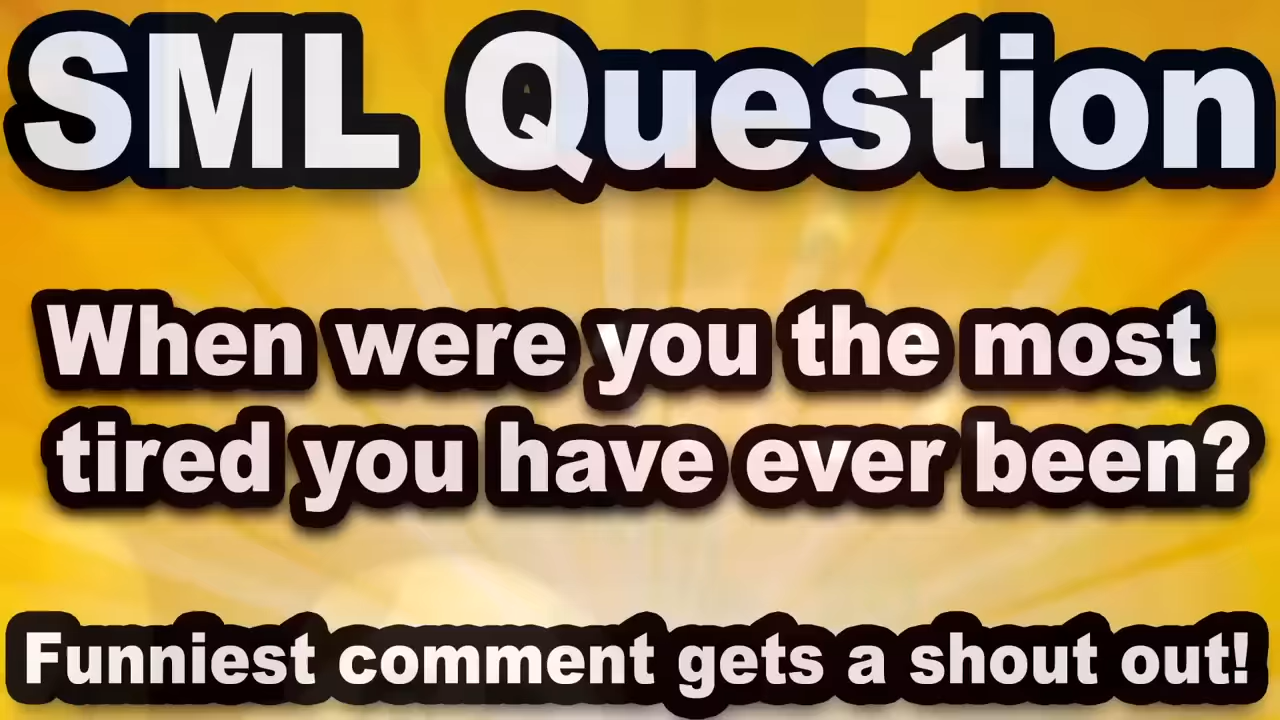 SML Question
When were you the most
tired you have ever been?
Funniest comment gets a shout out!